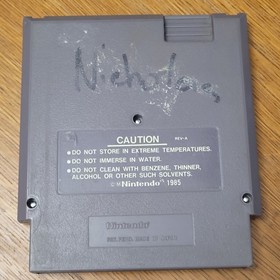 Nicholas
CAUTION
REV-A
• DO NOT STORE IN EXTREME TEMPERATURES.
• DO NOT IMMERSE IN WATER.
• DO NOT CLEAN WITH BENZENE, THINNER,
ALCOHOL OR OTHER SUCH SOLVENTS.
Nintendo 1985
Nintendo